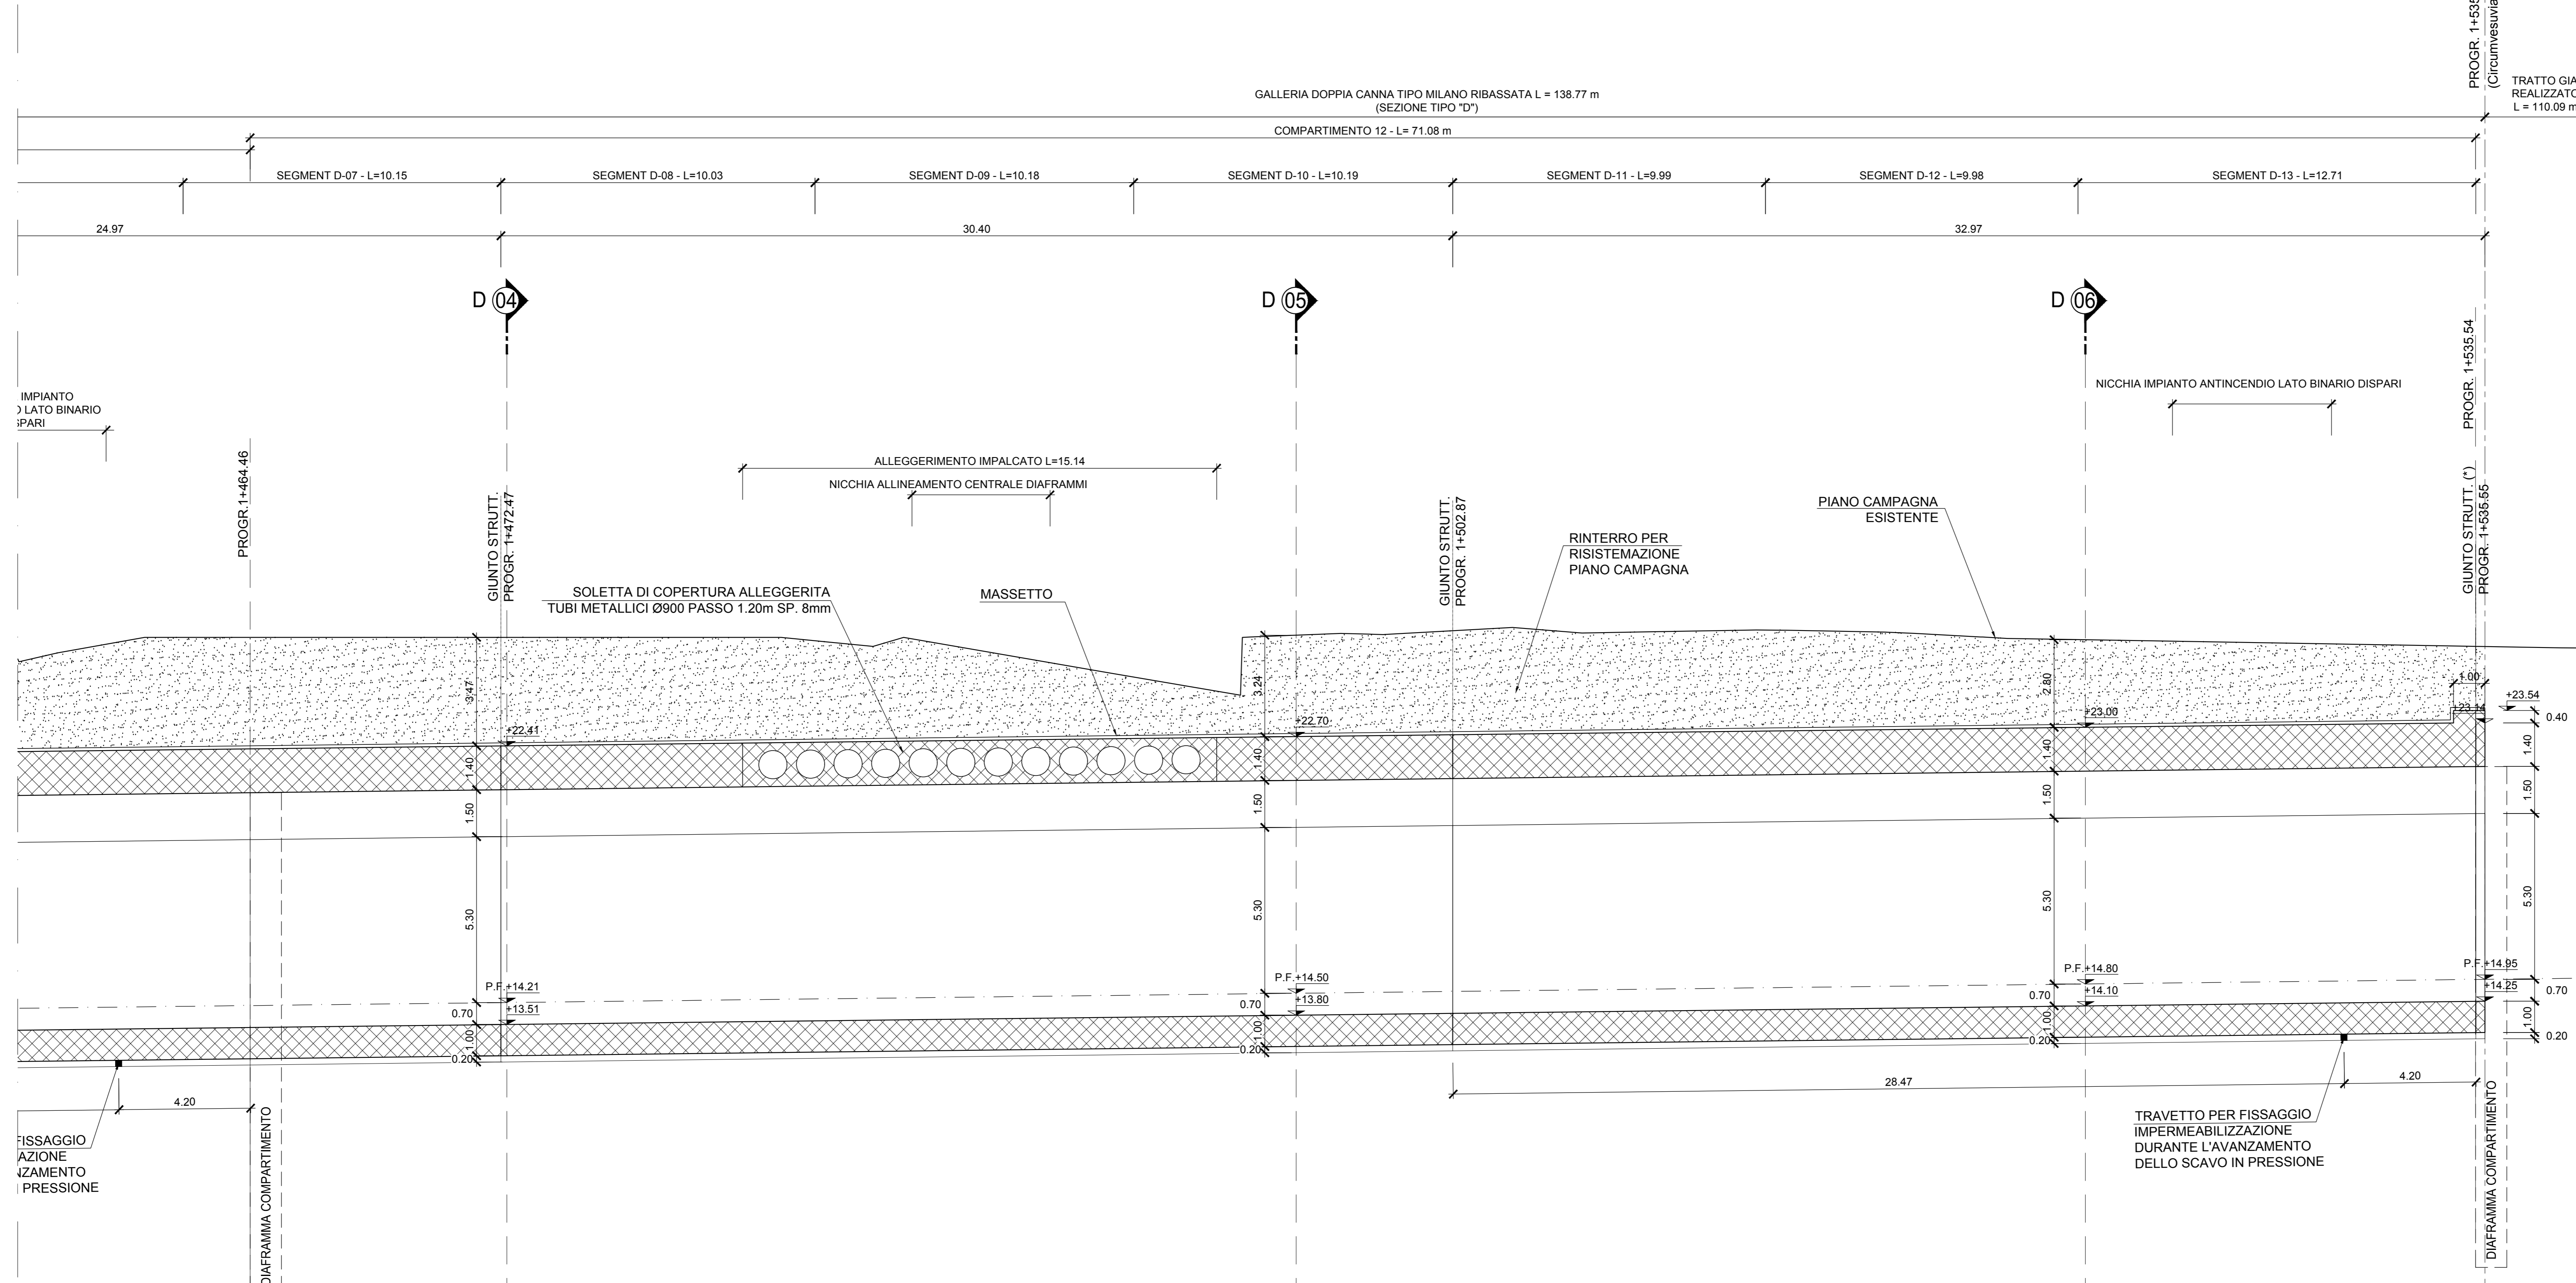 PROGR. 1+535
(Circumvesuvia
GALLERIA DOPPIA CANNA TIPO MILANO RIBASSATA L = 138.77 m
(SEZIONE TIPO "D")
TRATTO GIA
REALIZZATO
L = 110.09 m
COMPARTIMENTO 12 - L= 71.08 m
SEGMENT D-07 - L=10.15
SEGMENT D-08 - L=10.03
SEGMENT D-09 - L=10.18
SEGMENT D-10 - L=10.19
SEGMENT D-11 - L=9.99
SEGMENT D-12 - L=9.98
SEGMENT D-13 - L=12.71
24.97
30.40
32.97
D 04
D 05
D 06
IMPIANTO
O LATO BINARIO
SPARI
PROGR.1+464.46
GIUNTO STRUTT.
PROGR. 1+472.47
ALLEGGERIMENTO IMPALCATO L=15.14
NICCHIA ALLINEAMENTO CENTRALE DIAFRAMMI
GIUNTO STRUTT.
PROGR. 1+502.87
NICCHIA IMPIANTO ANTINCENDIO LATO BINARIO DISPARI
PROGR. 1+535.54
GIUNTO STRUTT. (*)
PROGR. 1+535.55
SOLETTA DI COPERTURA ALLEGGERITA
TUBI METALLICI Ø900 PASSO 1.20m SP. 8mm
MASSETTO
RINTERRO PER
RISISTEMAZIONE
PIANO CAMPAGNA
PIANO CAMPAGNA
ESISTENTE
3.47
+22.41
1.40
1.50
5.30
P.F.+14.21
0.70
+13.51
1.00
0.20
3.24
+22.70
1.40
1.50
5.30
P.F.+14.50
0.70
+13.80
1.00
0.20
2.80
+23.00
1.40
1.50
5.30
P.F.+14.80
0.70
+14.10
1.00
0.20
1.00
+23.54
+23.14
0.40
1.40
1.50
5.30
P.F.+14.95
+14.25
0.70
1.00
0.20
4.20
28.47
4.20
FISSAGGIO
AZIONE
NZAMENTO
PRESSIONE
DIAFRAMMA COMPARTIMENTO
TRAVETTO PER FISSAGGIO
IMPERMEABILIZZAZIONE
DURANTE L'AVANZAMENTO
DELLO SCAVO IN PRESSIONE
DIAFRAMMA COMPARTIMENTO